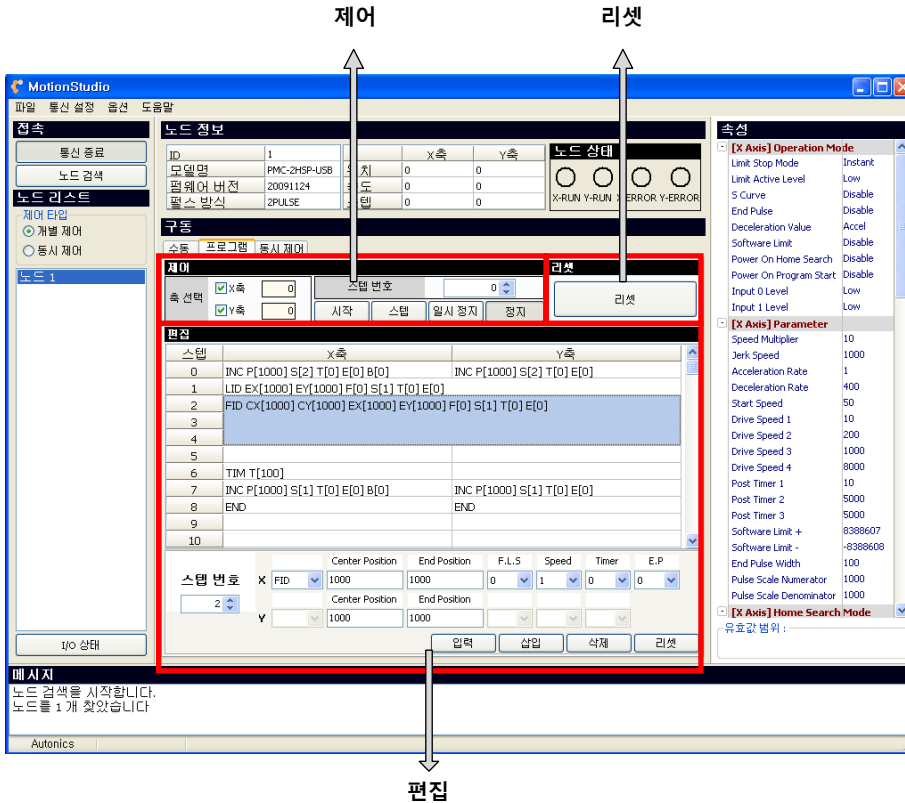 제어 리셋
MotionStudio
파일 통신 설정 옵션 도움말
접속
통신 종료
노드 검색
노드 리스트
제어 타입
개별 제어
동시 제어
노드 1
I/O 상태
노드 정보
ID 1
모델명 PMC-2HSP-USB
펌웨어 버전 20091124
펄스 방식 2PULSE
X축 Y축
위치 0 0
속도 0 0
스텝 0 0
노드 상태
X-RUN Y-RUN X-ERROR Y-ERROR
구동
수동 프로그램 동시 제어
제어
축 선택
X축 0
Y축 0
스텝 번호 0
시작 스텝 일시 정지 정지
리셋
리셋
편집
스텝 X축 Y축
0 INC P[1000] S[2] T[0] E[0] B[0] INC P[1000] S[2] T[0] E[0]
1 LID EX[1000] EY[1000] F[0] S[1] T[0] E[0]
2 FID CX[1000] CY[1000] EX[1000] EY[1000] F[0] S[1] T[0] E[0]
3
4
5
6 TIM T[100]
7 INC P[1000] S[1] T[0] E[0] B[0] INC P[1000] S[1] T[0] E[0]
8 END END
9
10
Center Position End Position F.L.S Speed Timer E.P
스텝 번호 X FID 1000 1000 0 1 0 0
2
Center Position End Position
Y 1000 1000
입력 삽입 삭제 리셋
속성
[X Axis] Operation Mode
Limit Stop Mode Instant
Limit Active Level Low
S Curve Disable
End Pulse Disable
Deceleration Value Accel
Software Limit Disable
Power On Home Search Disable
Power On Program Start Disable
Input 0 Level Low
Input 1 Level Low
[X Axis] Parameter
Speed Multiplier 10
Jerk Speed 1000
Acceleration Rate 1
Deceleration Rate 400
Start Speed 50
Drive Speed 1 10
Drive Speed 2 200
Drive Speed 3 1000
Drive Speed 4 8000
Post Timer 1 10
Post Timer 2 5000
Post Timer 3 5000
Software Limit + 8388607
Software Limit - -8388608
End Pulse Width 100
Pulse Scale Numerator 1000
Pulse Scale Denominator 1000
[X Axis] Home Search Mode
유효값 범위 :
메시지
노드 검색을 시작합니다.
노드를 1 개 찾았습니다
Autonics
편집